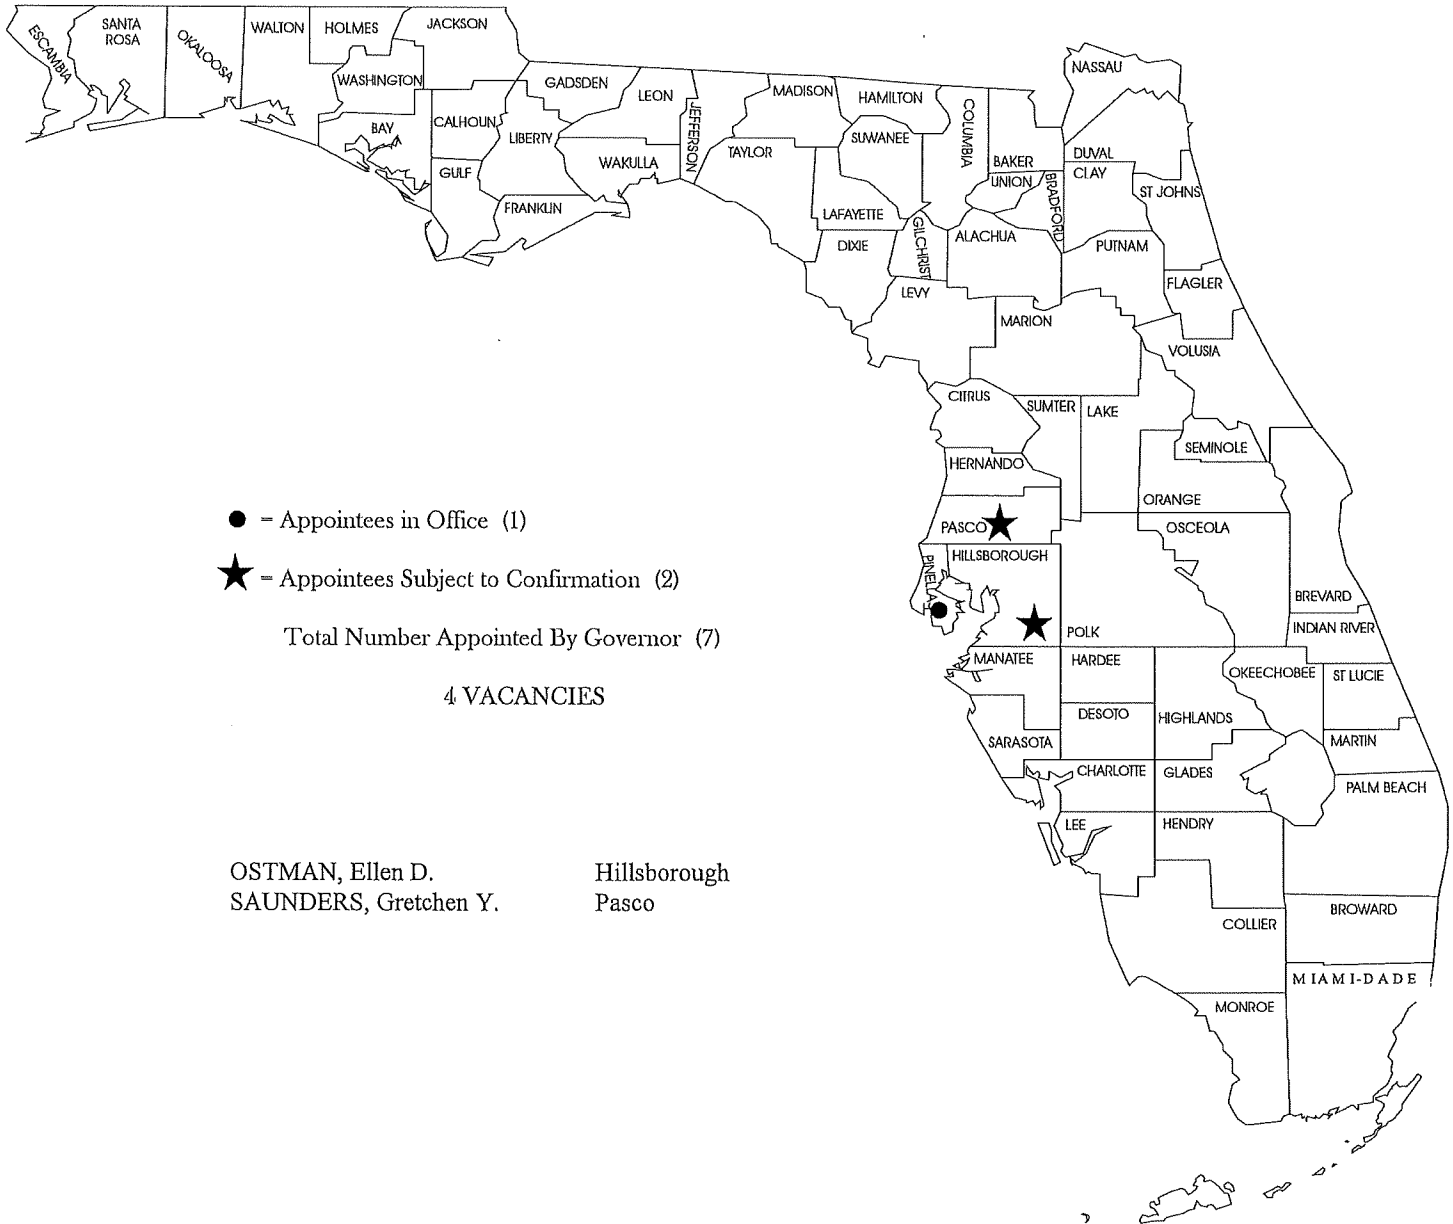 ESCAMBIA
SANTA
ROSA
OKALOOSA
WALTON
HOLMES
JACKSON
WASHINGTON
BAY
CALHOUN
GULF
LIBERTY
GADSDEN
FRANKLIN
LEON
WAKULLA
JEFFERSON
MADISON
TAYLOR
HAMILTON
SUWANEE
LAFAYETTE
DIXIE
COLUMBIA
GILCHRIST
BAKER
UNION
BRADFORD
ALACHUA
NASSAU
DUVAL
CLAY
ST JOHNS
PUTNAM
FLAGLER
LEVY
MARION
VOLUSIA
CITRUS
SUMTER
LAKE
SEMINOLE
HERNANDO
ORANGE
PASCO
OSCEOLA
HILLSBOROUGH
PINELLA
BREVARD
INDIAN RIVER
POLK
MANATEE
HARDEE
OKEECHOBEE
ST LUCIE
DESOTO
HIGHLANDS
SARASOTA
MARTIN
CHARLOTTE
GLADES
PALM BEACH
LEE
HENDRY
BROWARD
COLLIER
MIAMI-DADE
MONROE
= Appointees in Office (1)
= Appointees Subject to Confirmation (2)
Total Number Appointed By Governor (7)
4 VACANCIES
OSTMAN, Ellen D. Hillsborough
SAUNDERS, Gretchen Y. Pasco